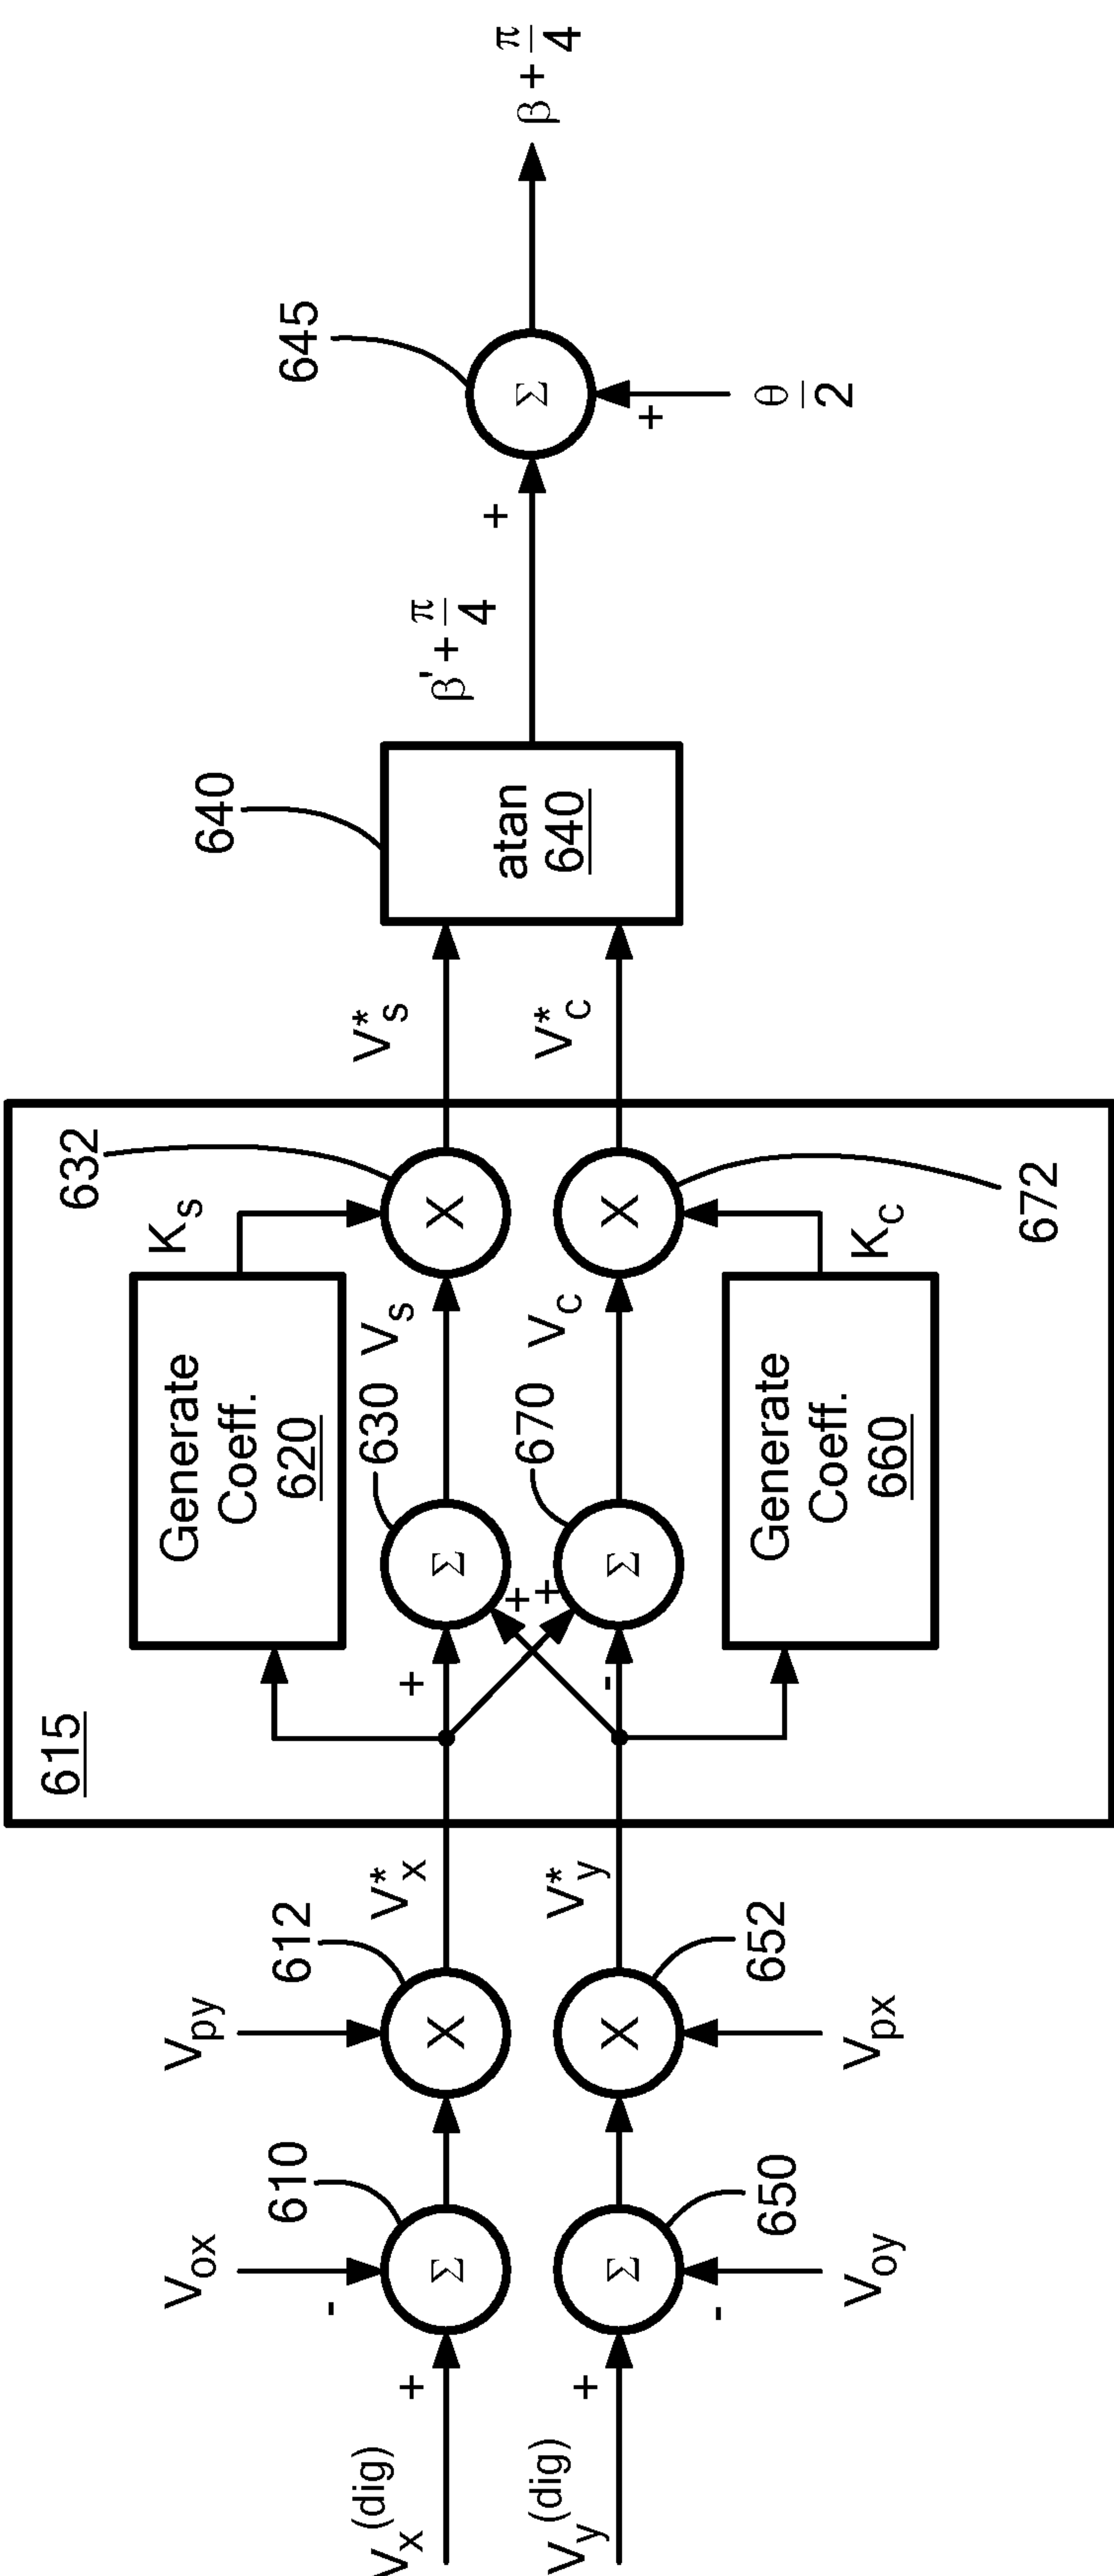 615
Generate
Coeff.
620
K_s
632
V_ox
V_py
610
612
V_x^(dig)
+
-
V*_x
+
630
V_s
V*_s
640
atan
640
β' + π/4
+
645
β + π/4
Σ
X
Σ
X
Σ
+
+
V_y^(dig)
+
-
V*_y
-
670
V_c
V*_c
+
θ/2
Σ
X
Σ
X
650
652
V_oy
V_px
Generate
Coeff.
660
K_c
672